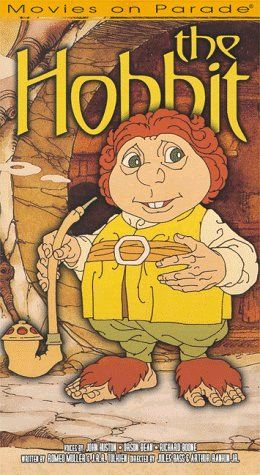 Movies on Parade®
the
Hobbit
VOICES BY JOHN HUSTON • ORSON BEAN • RICHARD BOONE
WRITTEN BY ROMEO MULLER & J.R.R. TOLKIEN DIRECTED BY JULES BASS & ARTHUR RANKIN, JR.